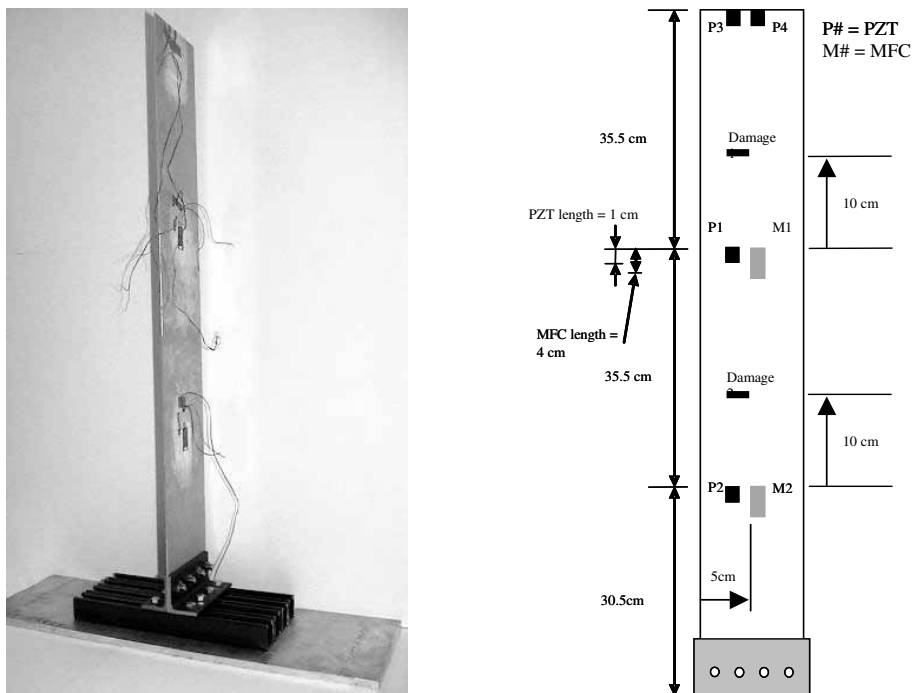 P3
P4
P# = PZT
M# = MFC
35.5 cm
Damage
10 cm
PZT length = 1 cm
P1
M1
MFC length =
4 cm
35.5 cm
Damage
10 cm
P2
M2
5cm
30.5cm